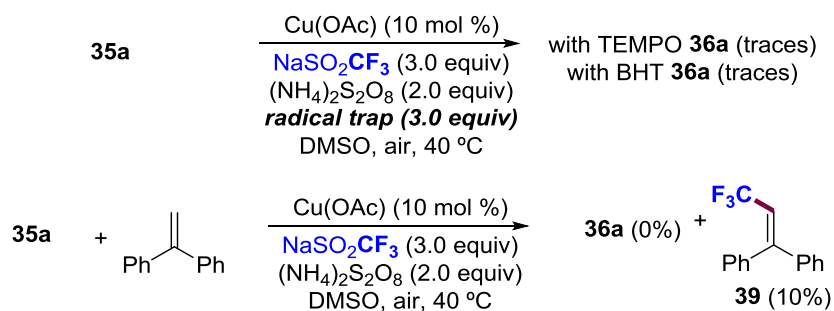 35a
Cu(OAc) (10 mol %)
NaSO2CF3 (3.0 equiv)
(NH4)2S2O8 (2.0 equiv)
radical trap (3.0 equiv)
DMSO, air, 40 ºC
with TEMPO 36a (traces)
with BHT 36a (traces)
35a
+
Ph
Ph
Cu(OAc) (10 mol %)
NaSO2CF3 (3.0 equiv)
(NH4)2S2O8 (2.0 equiv)
DMSO, air, 40 ºC
36a (0%)
+
F3C
Ph
Ph
39 (10%)